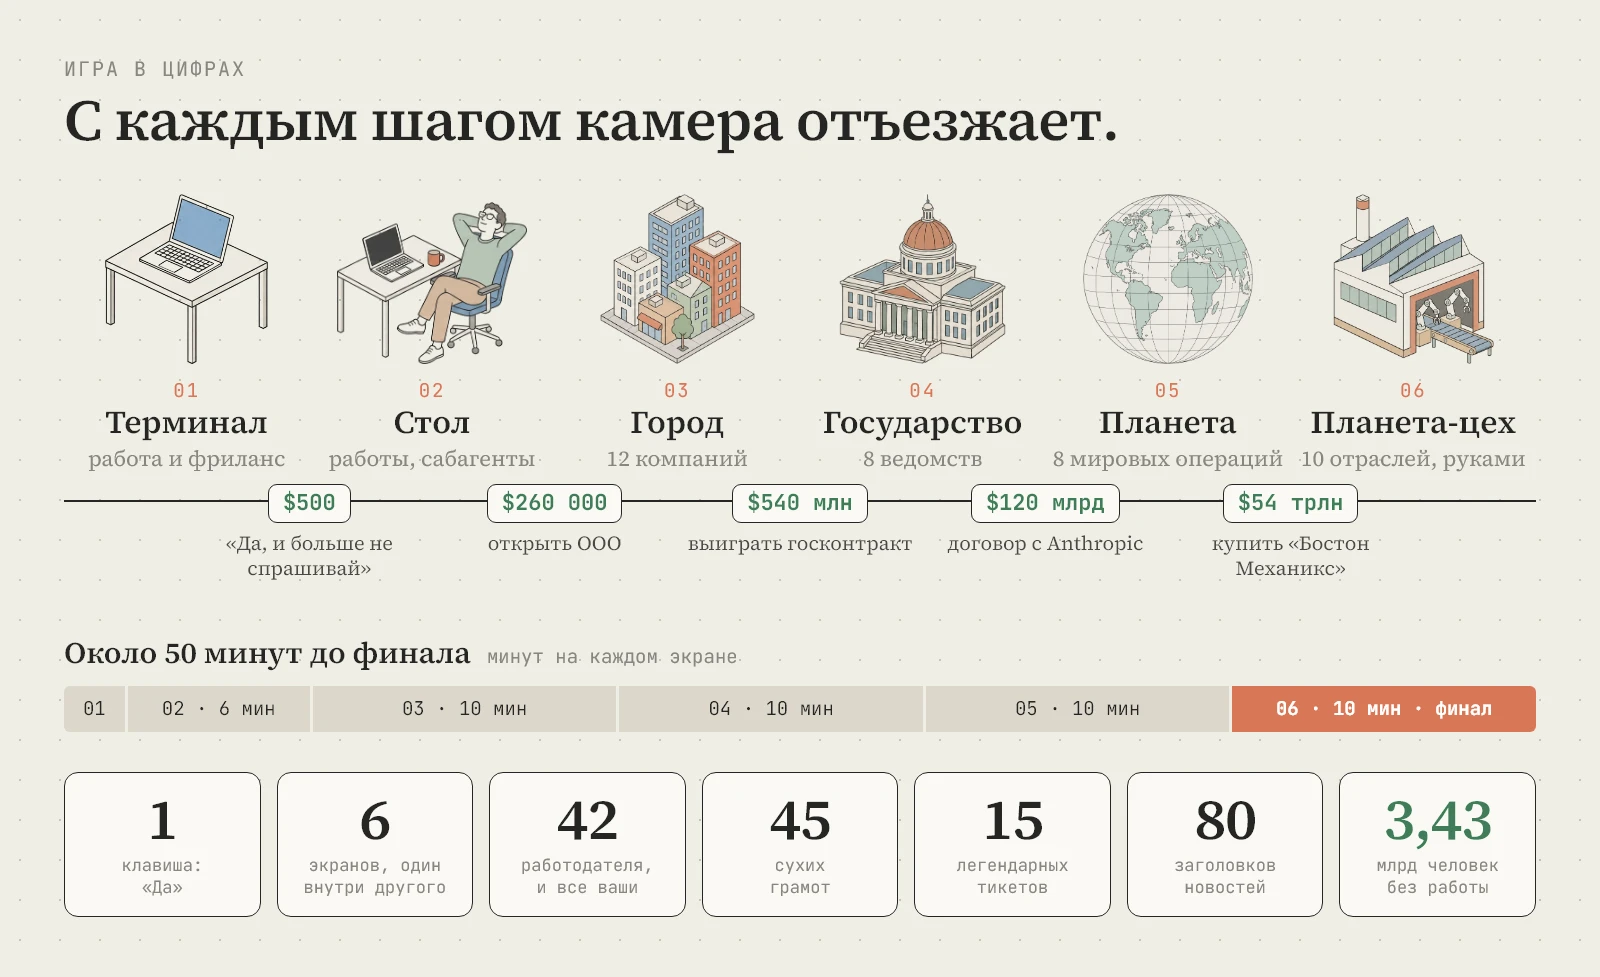 ИГРА В ЦИФРАХ
С каждым шагом камера отъезжает.
01
Терминал
работа и фриланс
02
Стол
работы, сабагенты
03
Город
12 компаний
04
Государство
8 ведомств
05
Планета
8 мировых операций
06
Планета-цех
10 отраслей, руками
$500
«Да, и больше не
спрашивай»
$260 000
открыть ООО
$540 млн
выиграть госконтракт
$120 млрд
договор с Anthropic
$54 трлн
купить «Бостон
Механикс»
Около 50 минут до финала минут на каждом экране
01
02 · 6 мин
03 · 10 мин
04 · 10 мин
05 · 10 мин
06 · 10 мин · финал
1
клавиша:
«Да»
6
экранов, один
внутри другого
42
работодателя,
и все ваши
45
сухих
грамот
15
легендарных
тикетов
80
заголовков
новостей
3,43
млрд человек
без работы